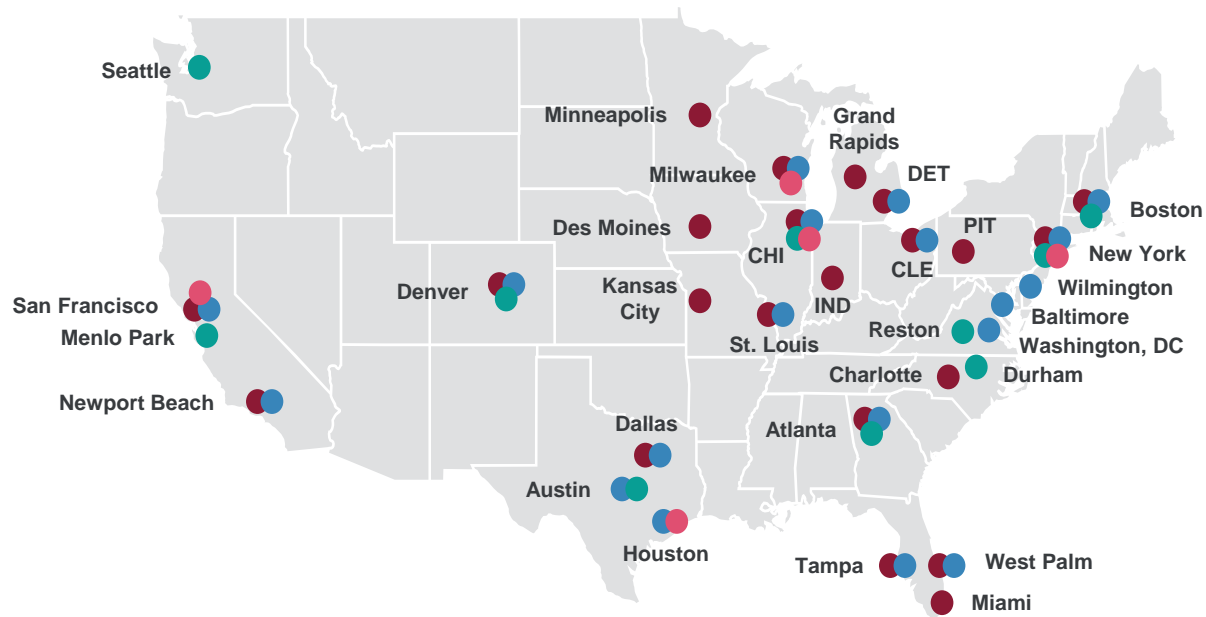 Seattle
Minneapolis
Grand
Rapids
Milwaukee
DET
Des Moines
CHI
PIT
Boston
CLE
New York
San Francisco
Menlo Park
Denver
Kansas
City
IND
Wilmington
Baltimore
St. Louis
Reston
Washington, DC
Charlotte
Durham
Newport Beach
Dallas
Atlanta
Austin
Houston
Tampa
West Palm
Miami